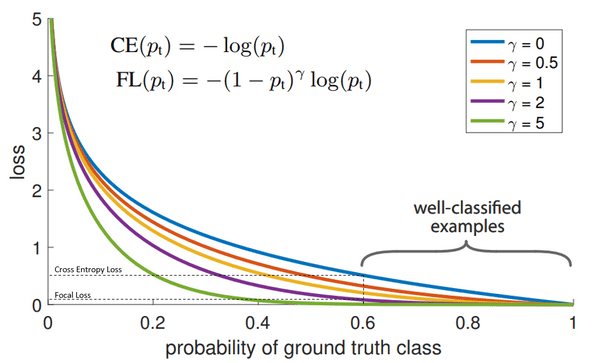 CE(pt) = − log(pt)
FL(pt) = −(1 − pt)γ log(pt)
γ = 0
γ = 0.5
γ = 1
γ = 2
γ = 5
well-classified
examples
Cross Entropy Loss
Focal Loss
5
4
3
2
1
0
loss
0
0.2
0.4
0.6
0.8
1
probability of ground truth class